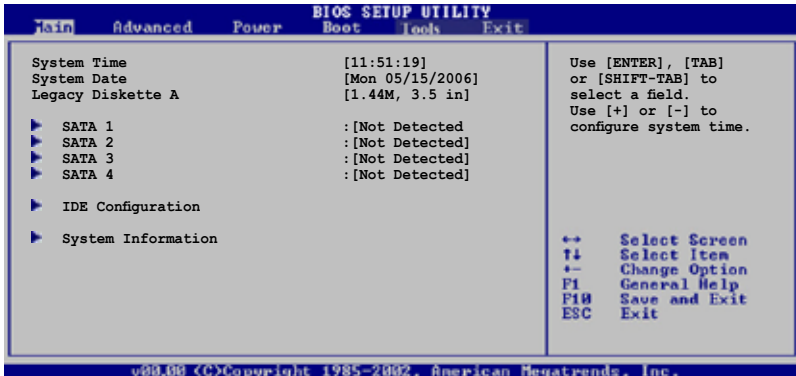 BIOS SETUP UTILITY
Main Advanced Power Boot Tools Exit
System Time [11:51:19]
System Date [Mon 05/15/2006]
Legacy Diskette A [1.44M, 3.5 in]
SATA 1 :[Not Detected
SATA 2 :[Not Detected]
SATA 3 :[Not Detected]
SATA 4 :[Not Detected]
IDE Configuration
System Information
Use [ENTER], [TAB]
or [SHIFT-TAB] to
select a field.
Use [+] or [-] to
configure system time.
↔ Select Screen
↑↓ Select Item
+- Change Option
F1 General Help
F10 Save and Exit
ESC Exit
v00.00 (C)Copyright 1985-2002, American Megatrends, Inc.